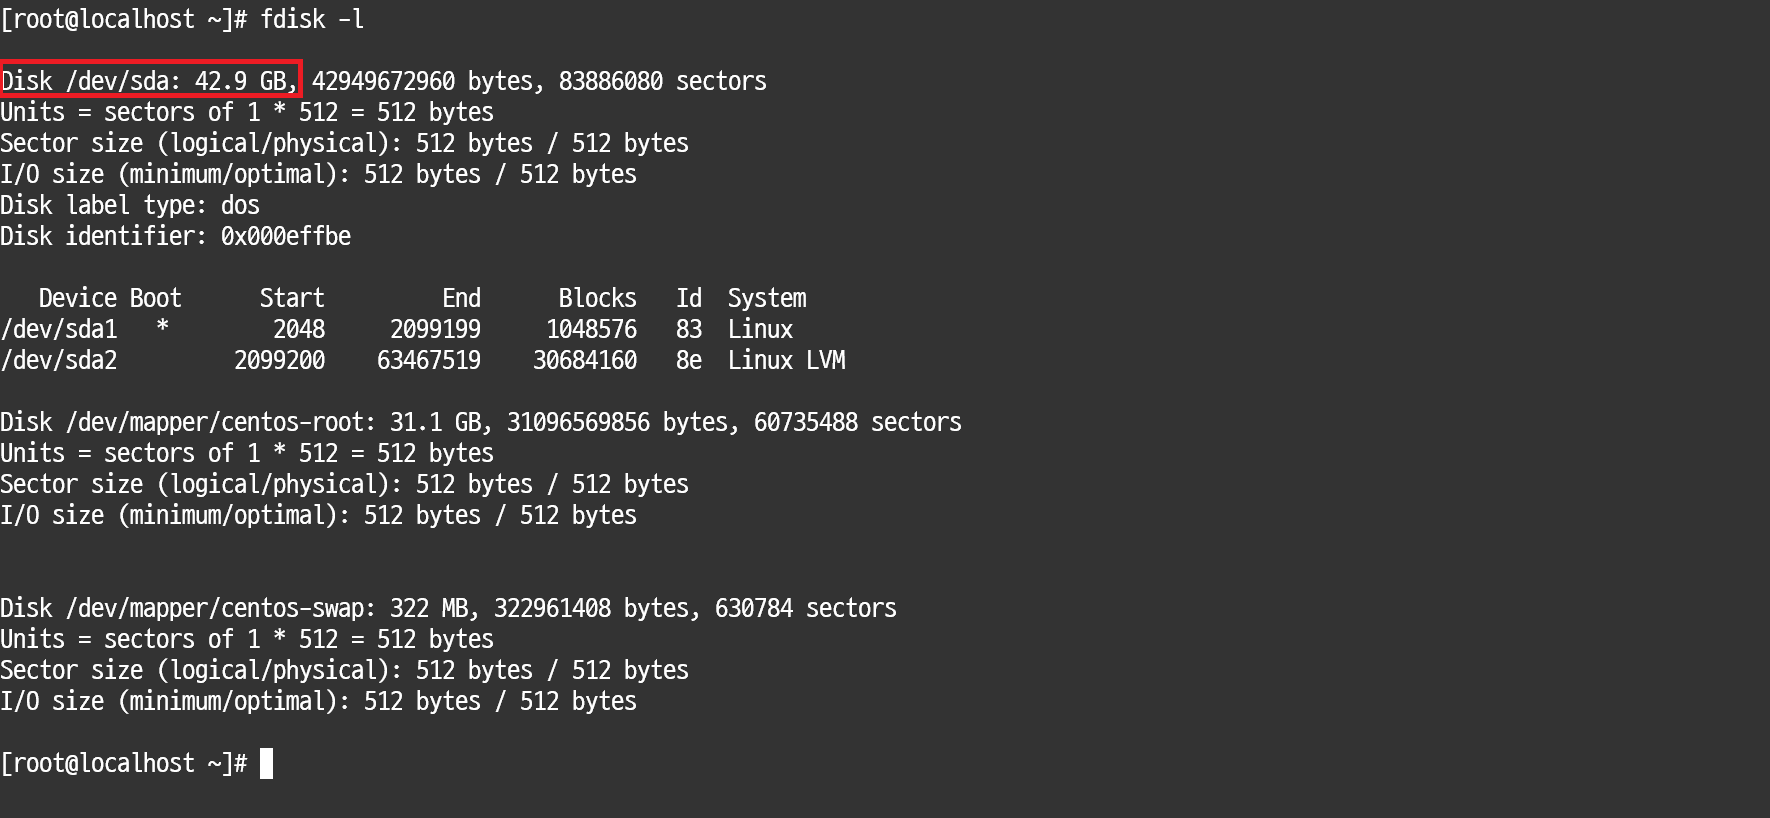 [root@localhost ~]# fdisk -l
Disk /dev/sda: 42.9 GB, 42949672960 bytes, 83886080 sectors
Units = sectors of 1 * 512 = 512 bytes
Sector size (logical/physical): 512 bytes / 512 bytes
I/O size (minimum/optimal): 512 bytes / 512 bytes
Disk label type: dos
Disk identifier: 0x000effbe
   Device Boot      Start         End      Blocks   Id  System
/dev/sda1   *        2048     2099199     1048576   83  Linux
/dev/sda2         2099200    63467519    30684160   8e  Linux LVM
Disk /dev/mapper/centos-root: 31.1 GB, 31096569856 bytes, 60735488 sectors
Units = sectors of 1 * 512 = 512 bytes
Sector size (logical/physical): 512 bytes / 512 bytes
I/O size (minimum/optimal): 512 bytes / 512 bytes
Disk /dev/mapper/centos-swap: 322 MB, 322961408 bytes, 630784 sectors
Units = sectors of 1 * 512 = 512 bytes
Sector size (logical/physical): 512 bytes / 512 bytes
I/O size (minimum/optimal): 512 bytes / 512 bytes
[root@localhost ~]#